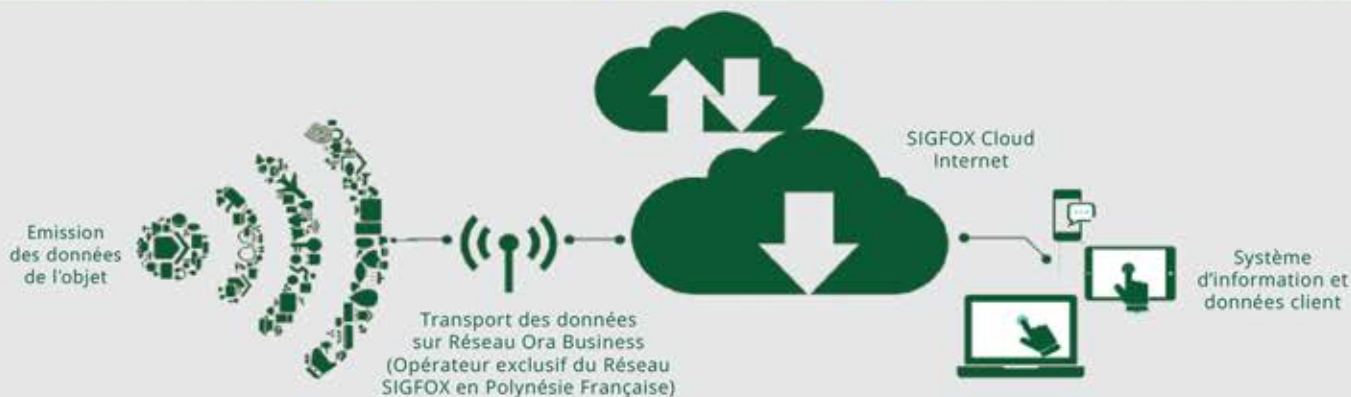 Emission
des données
de l'objet
Transport des données
sur Réseau Ora Business
(Opérateur exclusif du Réseau
SIGFOX en Polynésie Française)
SIGFOX Cloud
Internet
Système
d'information et
données client